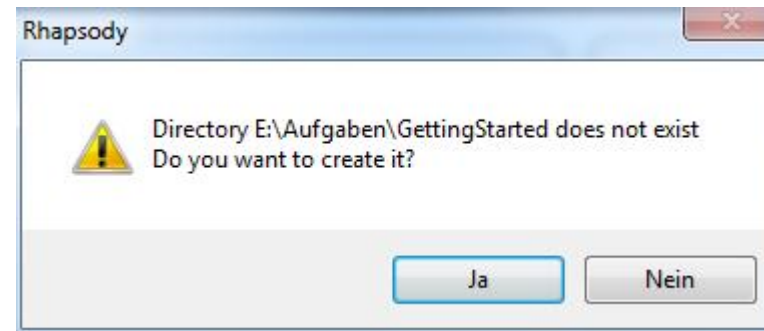 Rhapsody
Directory E:\Aufgaben\GettingStarted does not exist
Do you want to create it?
Ja
Nein